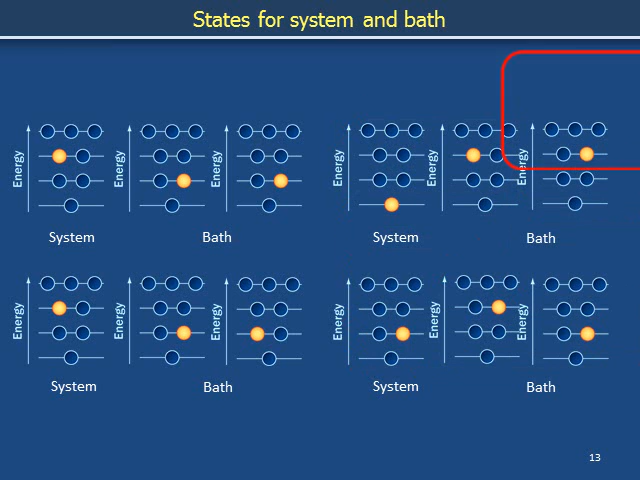 States for system and bath
Energy Energy Energy Energy Energy Energy
System Bath System Bath
Energy Energy Energy Energy Energy Energy
System Bath System Bath
13